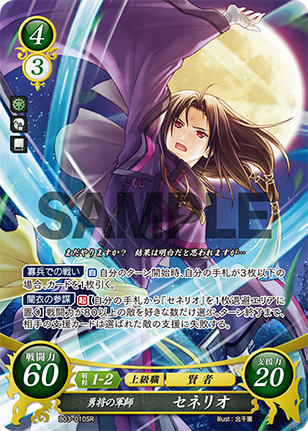 4
3
SAMPLE
まだやりますか？　結果は明白だと思われますが…
寡兵での戦い 自 自分のターン開始時、自分の手札が３枚以下の
場合、カードを１枚引く。
闇衣の参謀 起【自分の手札から『セネリオ』を１枚退避エリアに
置く】戦闘力が３０以上の敵を好きな数だけ選ぶ。ターン終了まで、
相手の支援カードは選ばれた敵の支援に失敗する。
戦闘力
60
射程 1-2 上級職 賢者
支援力
20
勇将の軍師 セネリオ
B03-010SR
Illust：北千里